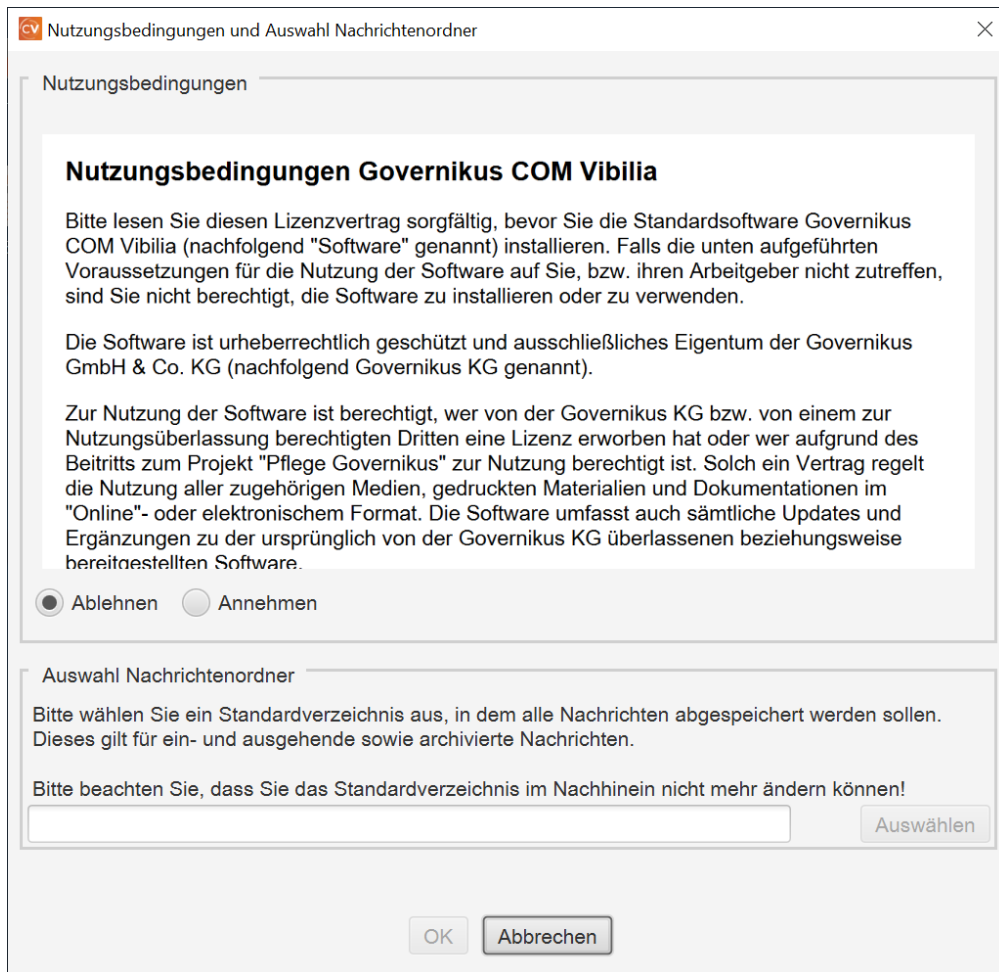 CV Nutzungsbedingungen und Auswahl Nachrichtenordner
Nutzungsbedingungen
Nutzungsbedingungen Governikus COM Vibilia
Bitte lesen Sie diesen Lizenzvertrag sorgfältig, bevor Sie die Standardsoftware Governikus
COM Vibilia (nachfolgend "Software" genannt) installieren. Falls die unten aufgeführten
Voraussetzungen für die Nutzung der Software auf Sie, bzw. ihren Arbeitgeber nicht zutreffen,
sind Sie nicht berechtigt, die Software zu installieren oder zu verwenden.
Die Software ist urheberrechtlich geschützt und ausschließliches Eigentum der Governikus
GmbH & Co. KG (nachfolgend Governikus KG genannt).
Zur Nutzung der Software ist berechtigt, wer von der Governikus KG bzw. von einem zur
Nutzungsüberlassung berechtigten Dritten eine Lizenz erworben hat oder wer aufgrund des
Beitritts zum Projekt "Pflege Governikus" zur Nutzung berechtigt ist. Solch ein Vertrag regelt
die Nutzung aller zugehörigen Medien, gedruckten Materialien und Dokumentationen im
"Online"- oder elektronischem Format. Die Software umfasst auch sämtliche Updates und
Ergänzungen zu der ursprünglich von der Governikus KG überlassenen beziehungsweise
bereitgestellten Software.
Ablehnen Annehmen
Auswahl Nachrichtenordner
Bitte wählen Sie ein Standardverzeichnis aus, in dem alle Nachrichten abgespeichert werden sollen.
Dieses gilt für ein- und ausgehende sowie archivierte Nachrichten.
Bitte beachten Sie, dass Sie das Standardverzeichnis im Nachhinein nicht mehr ändern können!
Auswählen
OK Abbrechen